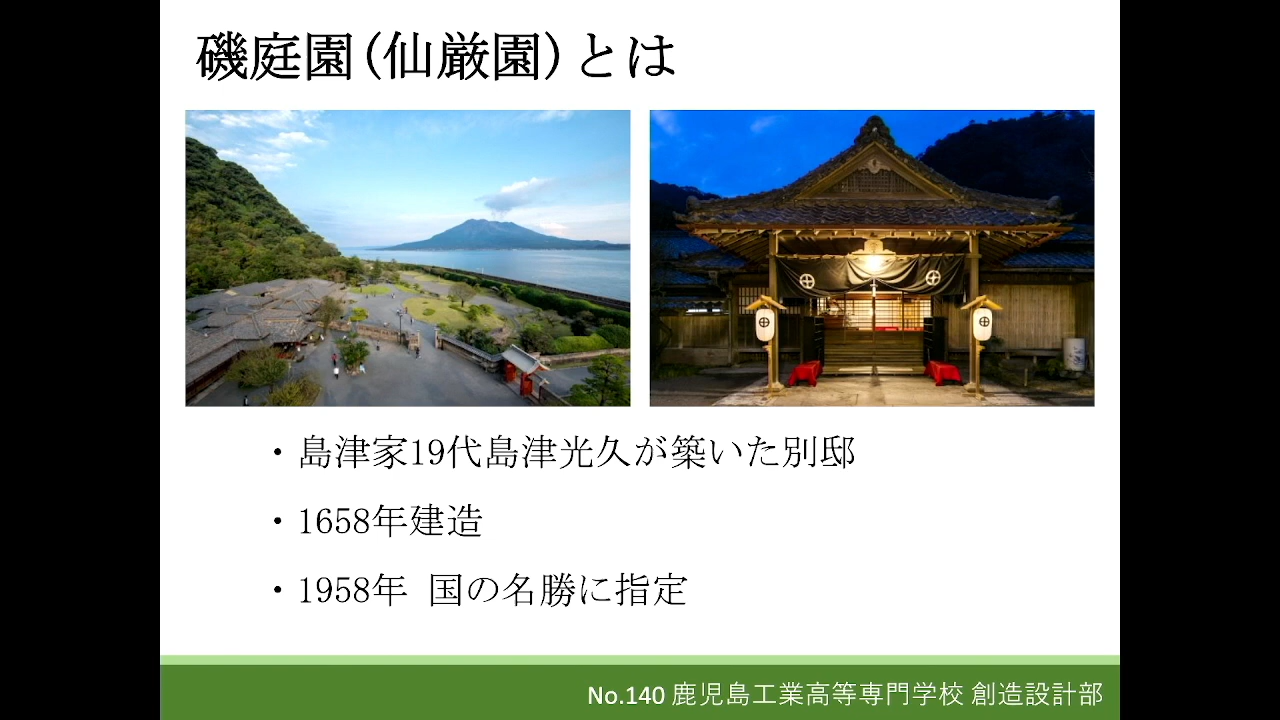 磯庭園(仙厳園)とは
・島津家19代島津光久が築いた別邸
・1658年建造
・1958年 国の名勝に指定
No.140 鹿児島工業高等専門学校 創造設計部